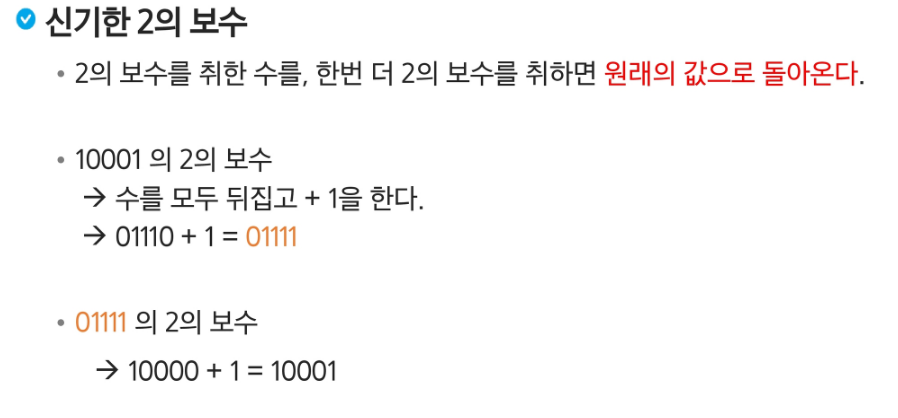 신기한 2의 보수
• 2의 보수를 취한 수를, 한번 더 2의 보수를 취하면 원래의 값으로 돌아온다.
• 10001 의 2의 보수
→ 수를 모두 뒤집고 + 1을 한다.
→ 01110 + 1 = 01111
• 01111 의 2의 보수
→ 10000 + 1 = 10001